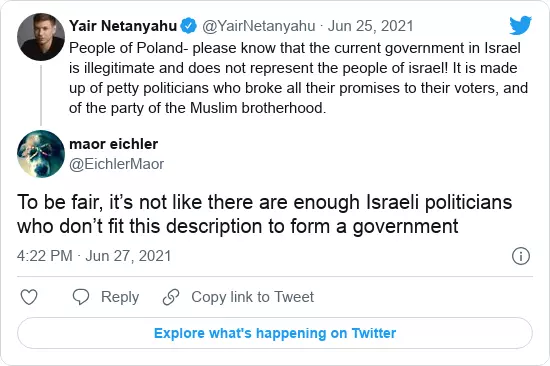 Yair Netanyahu @YairNetanyahu · Jun 25, 2021
People of Poland- please know that the current government in Israel
is illegitimate and does not represent the people of israel! It is made
up of petty politicians who broke all their promises to their voters, and
of the party of the Muslim brotherhood.
maor eichler
@EichlerMaor
To be fair, it’s not like there are enough Israeli politicians
who don’t fit this description to form a government
4:22 PM · Jun 27, 2021
Reply Copy link to Tweet
Explore what's happening on Twitter